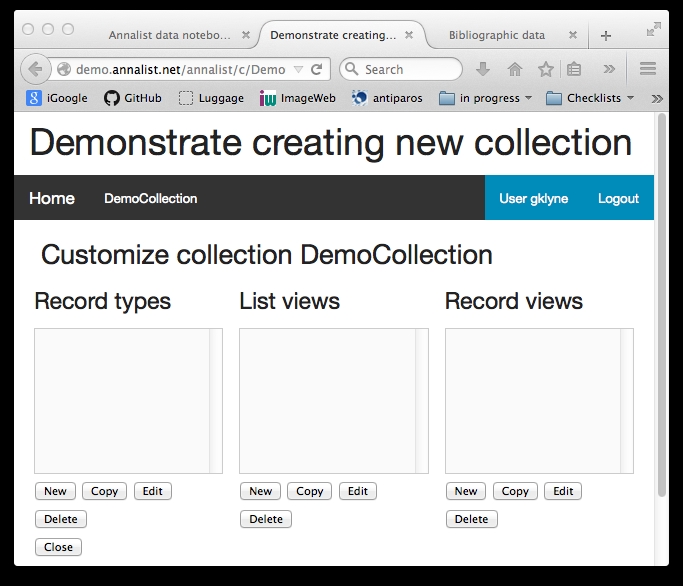 Annalist data notebo...
Demonstrate creating...
Bibliographic data
demo.annalist.net/annalist/c/Demo
Search
iGoogle
GitHub
Luggage
ImageWeb
antiparos
in progress
Checklists
Demonstrate creating new collection
Home DemoCollection User gklyne Logout
Customize collection DemoCollection
Record types List views Record views
New Copy Edit New Copy Edit New Copy Edit
Delete Delete Delete
Close